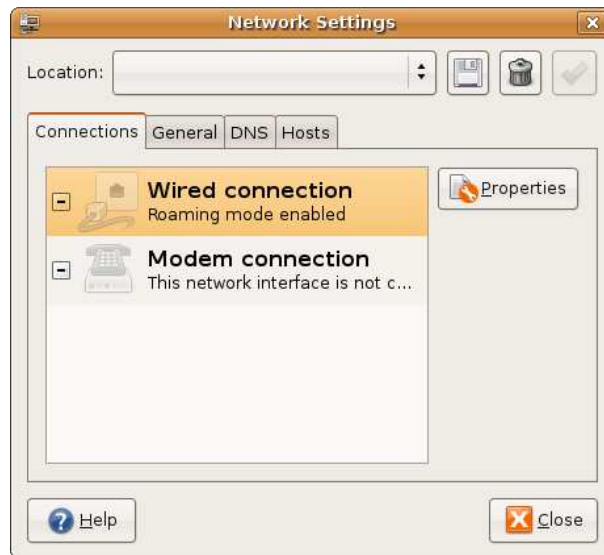 Network Settings
Location:
Connections General DNS Hosts
Wired connection
Roaming mode enabled
Properties
Modem connection
This network interface is not c...
Help
Close